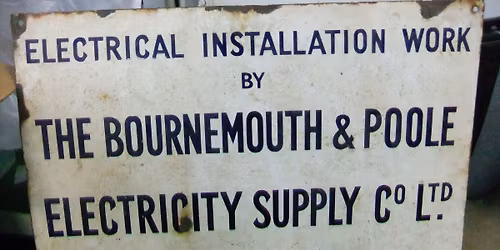 ELECTRICAL INSTALLATION WORK
BY
THE BOURNEMOUTH & POOLE
ELECTRICITY SUPPLY Cº LTD.